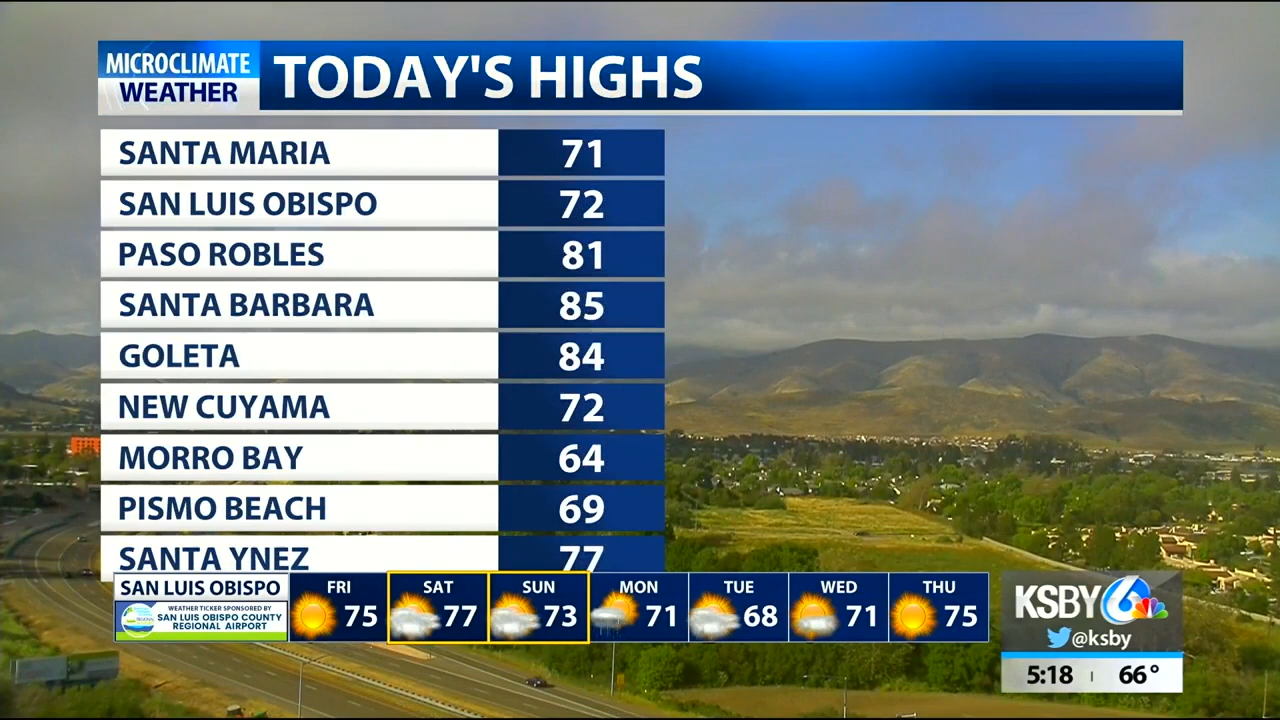 MICROCLIMATE
WEATHER
TODAY'S HIGHS
SANTA MARIA 71
SAN LUIS OBISPO 72
PASO ROBLES 81
SANTA BARBARA 85
GOLETA 84
NEW CUYAMA 72
MORRO BAY 64
PISMO BEACH 69
SANTA YNEZ 77
SAN LUIS OBISPO
WEATHER TICKER SPONSORED BY
SAN LUIS OBISPO COUNTY
REGIONAL AIRPORT
FRI 75
SAT 77
SUN 73
MON 71
TUE 68
WED 71
THU 75
KSBY 6
@ksby
5:18 66°